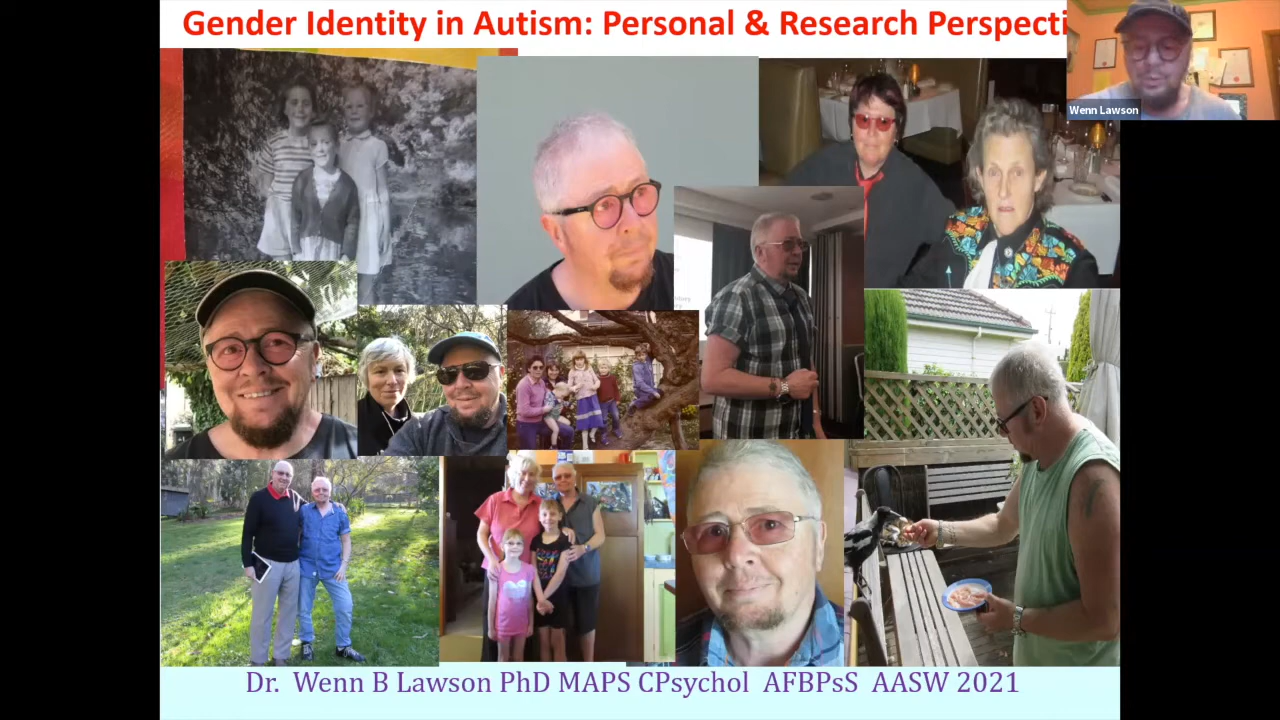 Gender Identity in Autism: Personal & Research Perspecti
Wenn Lawson
Dr. Wenn B Lawson PhD MAPS CPsychol AFBPsS AASW 2021